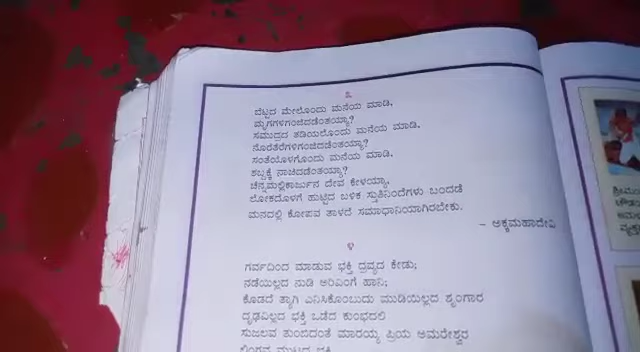 ೩
ಬೆಟ್ಟದ ಮೇಲೊಂದು ಮನೆಯ ಮಾಡಿ,
ಮೃಗಗಳಿಗಂಜಿದಡೆಂತಯ್ಯಾ?
ಸಮುದ್ರದ ತಡಿಯಲೊಂದು ಮನೆಯ ಮಾಡಿ,
ನೊರೆತೆರೆಗಳಿಗಂಜಿದಡೆಂತಯ್ಯಾ?
ಸಂತೆಯೊಳಗೊಂದು ಮನೆಯ ಮಾಡಿ,
ಶಬ್ದಕ್ಕೆ ನಾಚಿದಡೆಂತಯ್ಯಾ?
ಚೆನ್ನಮಲ್ಲಿಕಾರ್ಜುನ ದೇವ ಕೇಳಯ್ಯಾ,
ಲೋಕದೊಳಗೆ ಹುಟ್ಟಿದ ಬಳಿಕ ಸ್ತುತಿನಿಂದೆಗಳು ಬಂದಡೆ
ಮನದಲ್ಲಿ ಕೋಪವ ತಾಳದೆ ಸಮಾಧಾನಿಯಾಗಿರಬೇಕು.
– ಅಕ್ಕಮಹಾದೇವಿ
೪
ಗರ್ವದಿಂದ ಮಾಡುವ ಭಕ್ತಿ ದ್ರವ್ಯದ ಕೇಡು;
ನಡೆಯಿಲ್ಲದ ನುಡಿ ಅರಿವಿಂಗೆ ಹಾನಿ;
ಕೊಡದೆ ತ್ಯಾಗಿ ಎನಿಸಿಕೊಂಬುದು ಮುಡಿಯಿಲ್ಲದ ಶೃಂಗಾರ
ದೃಢವಿಲ್ಲದ ಭಕ್ತಿ ಒಡೆದ ಕುಂಭದಲಿ
ಸುಜಲವ ತುಂಬಿದಂತೆ ಮಾರಯ್ಯ ಪ್ರಿಯ ಅಮರೇಶ್ವರ